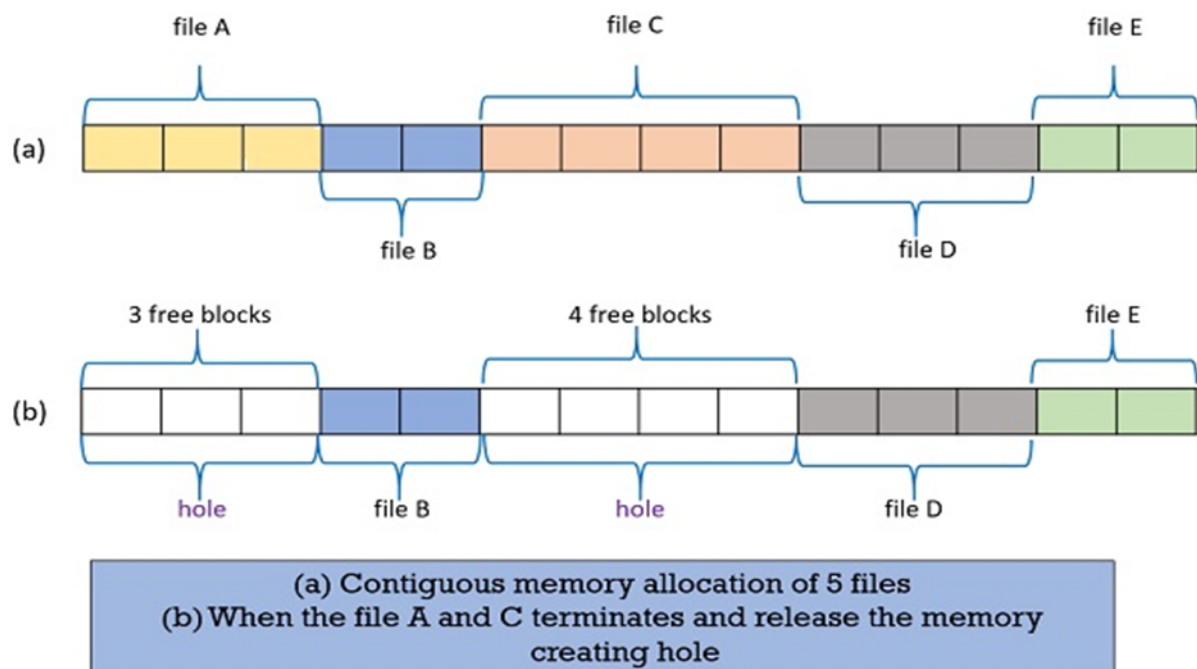 file A
file C
file E
(a)
file B
file D
3 free blocks
4 free blocks
file E
(b)
hole
file B
hole
file D
(a) Contiguous memory allocation of 5 files
(b) When the file A and C terminates and release the memory
creating hole